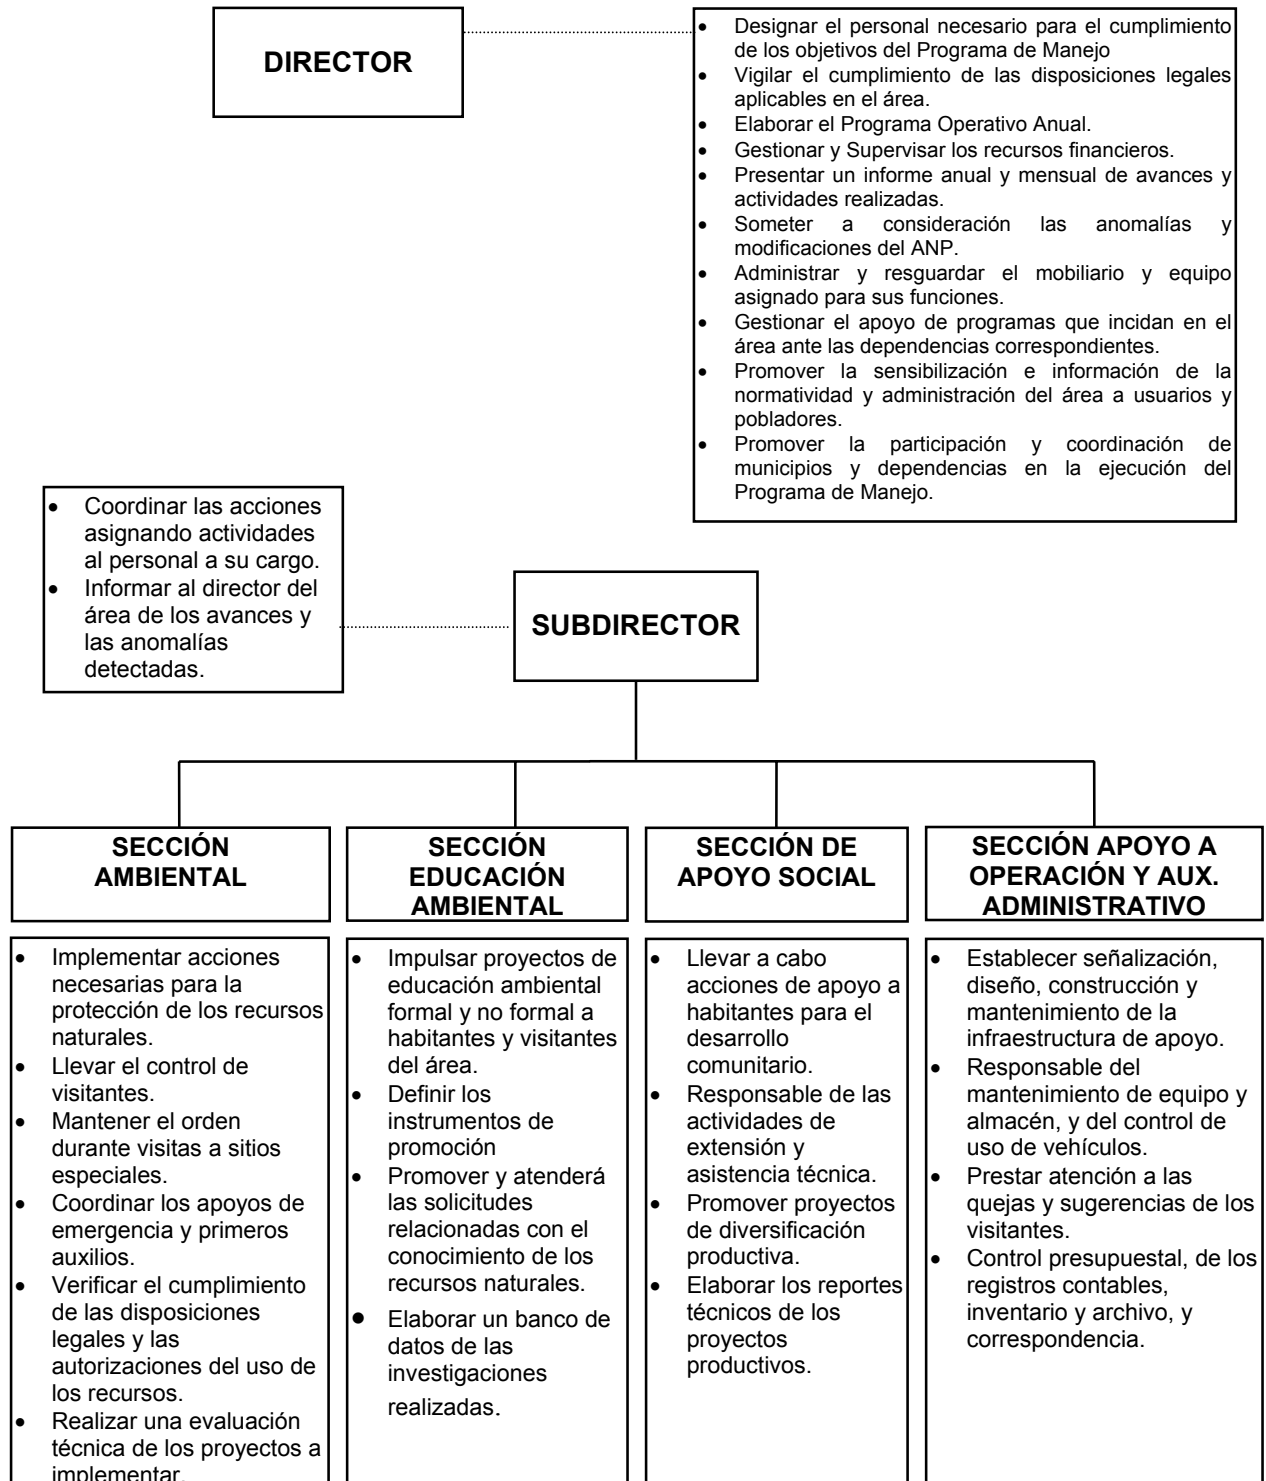 DIRECTOR
• Designar el personal necesario para el cumplimiento
de los objetivos del Programa de Manejo
• Vigilar el cumplimiento de las disposiciones legales
aplicables en el área.
• Elaborar el Programa Operativo Anual.
• Gestionar y Supervisar los recursos financieros.
• Presentar un informe anual y mensual de avances y
actividades realizadas.
• Someter a consideración las anomalías y
modificaciones del ANP.
• Administrar y resguardar el mobiliario y equipo
asignado para sus funciones.
• Gestionar el apoyo de programas que incidan en el
área ante las dependencias correspondientes.
• Promover la sensibilización e información de la
normatividad y administración del área a usuarios y
pobladores.
• Promover la participación y coordinación de
municipios y dependencias en la ejecución del
Programa de Manejo.
• Coordinar las acciones
asignando actividades
al personal a su cargo.
• Informar al director del
área de los avances y
las anomalías
detectadas.
SUBDIRECTOR
SECCIÓN
AMBIENTAL
• Implementar acciones
necesarias para la
protección de los recursos
naturales.
• Llevar el control de
visitantes.
• Mantener el orden
durante visitas a sitios
especiales.
• Coordinar los apoyos de
emergencia y primeros
auxilios.
• Verificar el cumplimiento
de las disposiciones
legales y las
autorizaciones del uso de
los recursos.
• Realizar una evaluación
técnica de los proyectos a
implementar.
SECCIÓN
EDUCACIÓN
AMBIENTAL
• Impulsar proyectos de
educación ambiental
formal y no formal a
habitantes y visitantes
del área.
• Definir los
instrumentos de
promoción
• Promover y atenderá
las solicitudes
relacionadas con el
conocimiento de los
recursos naturales.
• Elaborar un banco de
datos de las
investigaciones
realizadas.
SECCIÓN DE
APOYO SOCIAL
• Llevar a cabo
acciones de apoyo a
habitantes para el
desarrollo
comunitario.
• Responsable de las
actividades de
extensión y
asistencia técnica.
• Promover proyectos
de diversificación
productiva.
• Elaborar los reportes
técnicos de los
proyectos
productivos.
SECCIÓN APOYO A
OPERACIÓN Y AUX.
ADMINISTRATIVO
• Establecer señalización,
diseño, construcción y
mantenimiento de la
infraestructura de apoyo.
• Responsable del
mantenimiento de equipo y
almacén, y del control de
uso de vehículos.
• Prestar atención a las
quejas y sugerencias de los
visitantes.
• Control presupuestal, de los
registros contables,
inventario y archivo, y
correspondencia.